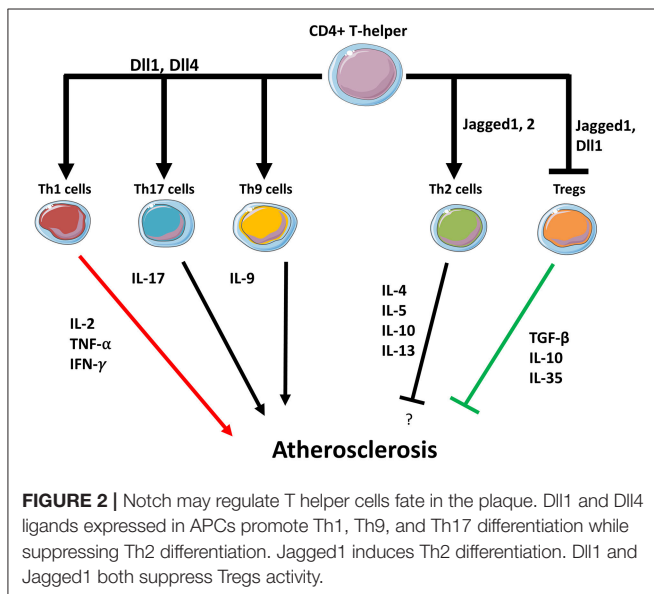 CD4+ T-helper
Dll1, Dll4
Jagged1, 2
Jagged1,
Dll1
Th1 cells
Th17 cells
Th9 cells
Th2 cells
Tregs
IL-2
TNF-α
IFN-γ
IL-17
IL-9
IL-4
IL-5
IL-10
IL-13
TGF-β
IL-10
IL-35
?
Atherosclerosis
FIGURE 2 | Notch may regulate T helper cells fate in the plaque. Dll1 and Dll4
ligands expressed in APCs promote Th1, Th9, and Th17 differentiation while
suppressing Th2 differentiation. Jagged1 induces Th2 differentiation. Dll1 and
Jagged1 both suppress Tregs activity.